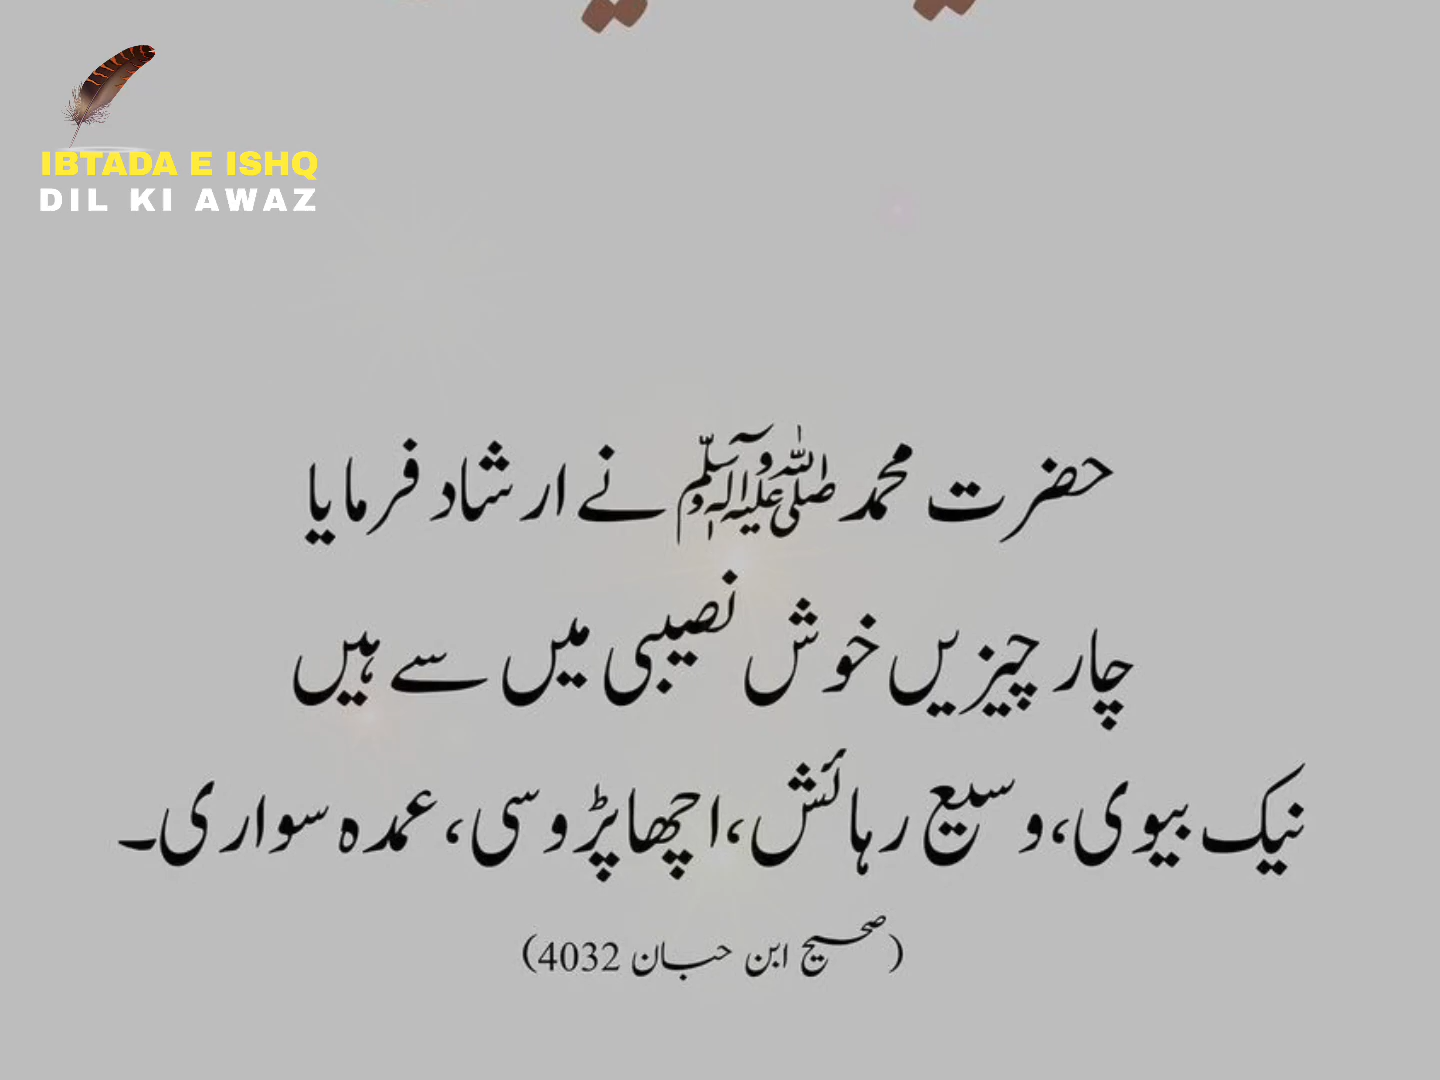 IBTADA E ISHQ
DIL KI AWAZ
حضرت محمد ﷺ نے ارشاد فرمایا
چار چیزیں خوش نصیبی میں سے ہیں
نیک بیوی، وسیع رہائش، اچھا پڑوسی، عمدہ سواری۔
(صحیح ابن حبان 4032)